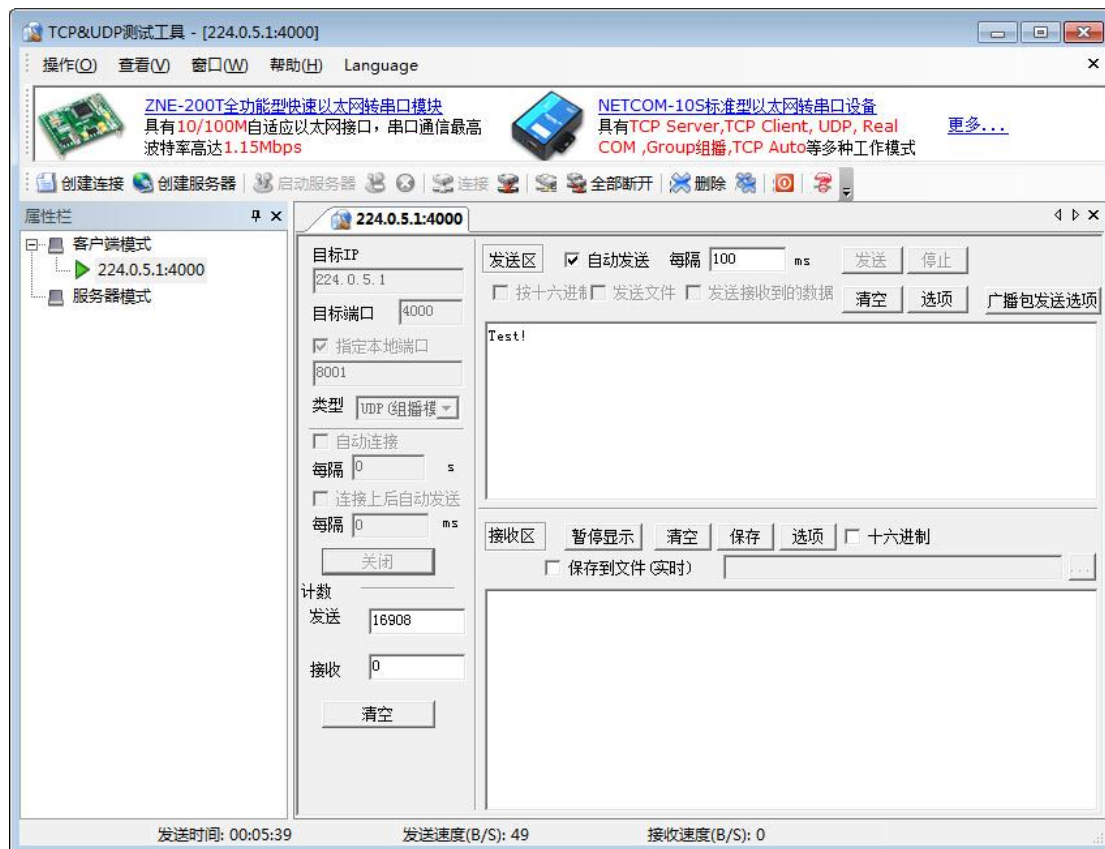 TCP&UDP测试工具 - [224.0.5.1:4000]
操作(O) 查看(V) 窗口(W) 帮助(H) Language
ZNE-200T全功能型快速以太网转串口模块
具有10/100M自适应以太网接口，串口通信最高
波特率高达1.15Mbps
NETCOM-10S标准型以太网转串口设备
具有TCP Server,TCP Client, UDP, Real
COM ,Group组播,TCP Auto等多种工作模式
更多...
创建连接 创建服务器 启动服务器 连接 全部断开 删除
属性栏
客户端模式
224.0.5.1:4000
服务器模式
224.0.5.1:4000
目标IP
224.0.5.1
目标端口 4000
指定本地端口
8001
类型 UDP(组播模
自动连接
每隔 0 s
连接上后自动发送
每隔 0 ms
关闭
计数
发送 16908
接收 0
清空
发送区 自动发送 每隔 100 ms 发送 停止
按十六进制 发送文件 发送接收到的数据 清空 选项 广播包发送选项
Test!
接收区 暂停显示 清空 保存 选项 十六进制
保存到文件(实时) ...
发送时间: 00:05:39 发送速度(B/S): 49 接收速度(B/S): 0